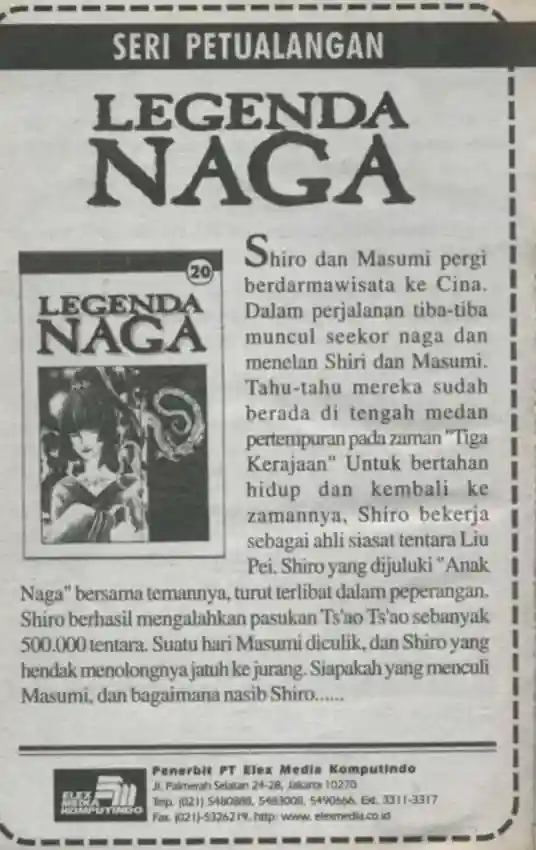 SERI PETUALANGAN
LEGENDA
NAGA
20
LEGENDA
NAGA
Shiro dan Masumi pergi
berdarmawisata ke Cina.
Dalam perjalanan tiba-tiba
muncul seekor naga dan
menelan Shiri dan Masumi.
Tahu-tahu mereka sudah
berada di tengah medan
pertempuran pada zaman "Tiga
Kerajaan" Untuk bertahan
hidup dan kembali ke
zamannya, Shiro bekerja
sebagai ahli siasat tentara Liu
Pei. Shiro yang dijuluki "Anak
Naga" bersama temannya, turut terlibat dalam peperangan.
Shiro berhasil mengalahkan pasukan Ts'ao Ts'ao sebanyak
500.000 tentara. Suatu hari Masumi diculik, dan Shiro yang
hendak menolongnya jatuh ke jurang. Siapakah yang menculi
Masumi, dan bagaimana nasib Shiro......
ELEX
MEDIA
KOMPUTINDO
Penerbit PT Elex Media Komputindo
Jl. Palmerah Selatan 24-28, Jakarta 10270
Telp. (021) 5480888, 5483008, 5490666, Ext. 3311-3317
Fax. (021)-5326219, http: www. elexmedia.co.id